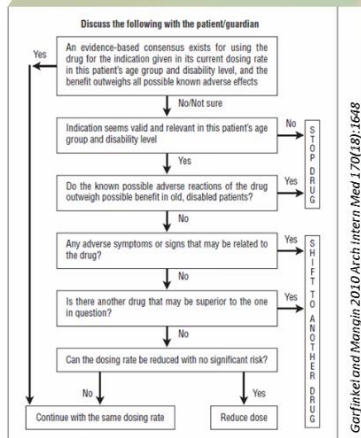 Discuss the following with the patient/guardian
An evidence-based consensus exists for using the
drug for the indication given in its current dosing rate
in this patient's age group and disability level, and the
benefit outweighs all possible known adverse effects
Yes
No/Not sure
Indication seems valid and relevant in this patient's age
group and disability level
No
STOP DRUG
Yes
Do the known possible adverse reactions of the drug
outweigh possible benefit in old, disabled patients?
Yes
No
Any adverse symptoms or signs that may be related to
the drug?
Yes
SHIFT TO ANOTHER DRUG
No
Is there another drug that may be superior to the one
in question?
Yes
No
Can the dosing rate be reduced with no significant risk?
No
Yes
Continue with the same dosing rate
Reduce dose
Garfinkel and Mangin 2010 Arch Intern Med 170(18):1648